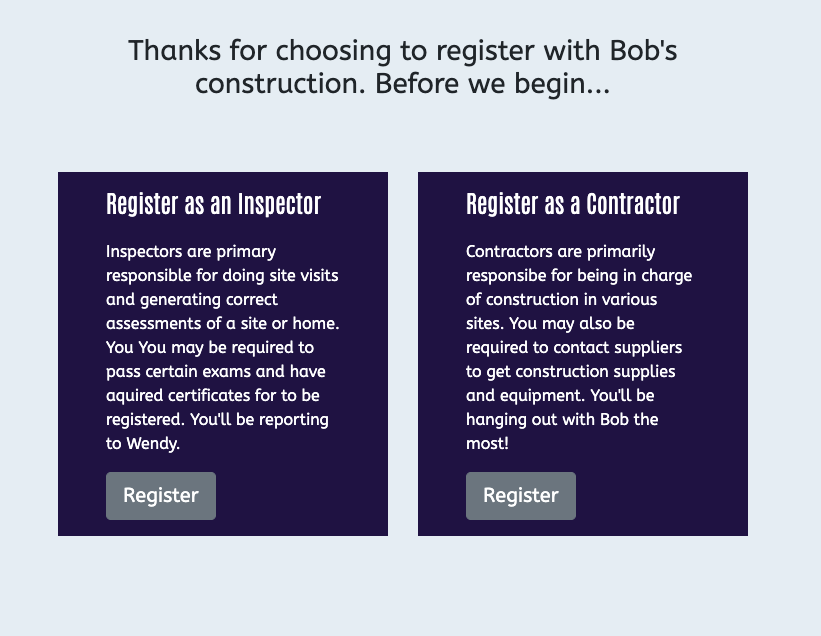 Thanks for choosing to register with Bob's
construction. Before we begin...
Register as an Inspector
Inspectors are primary
responsible for doing site visits
and generating correct
assessments of a site or home.
You You may be required to
pass certain exams and have
aquired certificates for to be
registered. You'll be reporting
to Wendy.
Register
Register as a Contractor
Contractors are primarily
responsibe for being in charge
of construction in various
sites. You may also be
required to contact suppliers
to get construction supplies
and equipment. You'll be
hanging out with Bob the
most!
Register